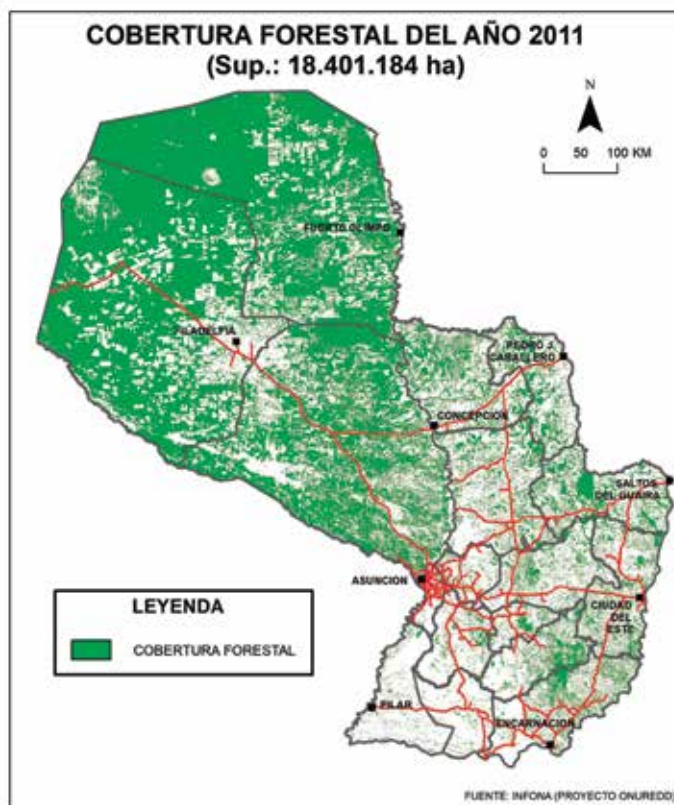 COBERTURA FORESTAL DEL AÑO 2011
(Sup.: 18.401.184 ha)
N
0 50 100 KM
FUERTE OLIMPO
FILADELFIA
PEDRO J.
CABALLERO
CONCEPCION
SALTOS
DEL GUAIRA
ASUNCION
CIUDAD
DEL
ESTE
LEYENDA
COBERTURA FORESTAL
PILAR
ENCARNACION
FUENTE: INFONA (PROYECTO ONUREDD)